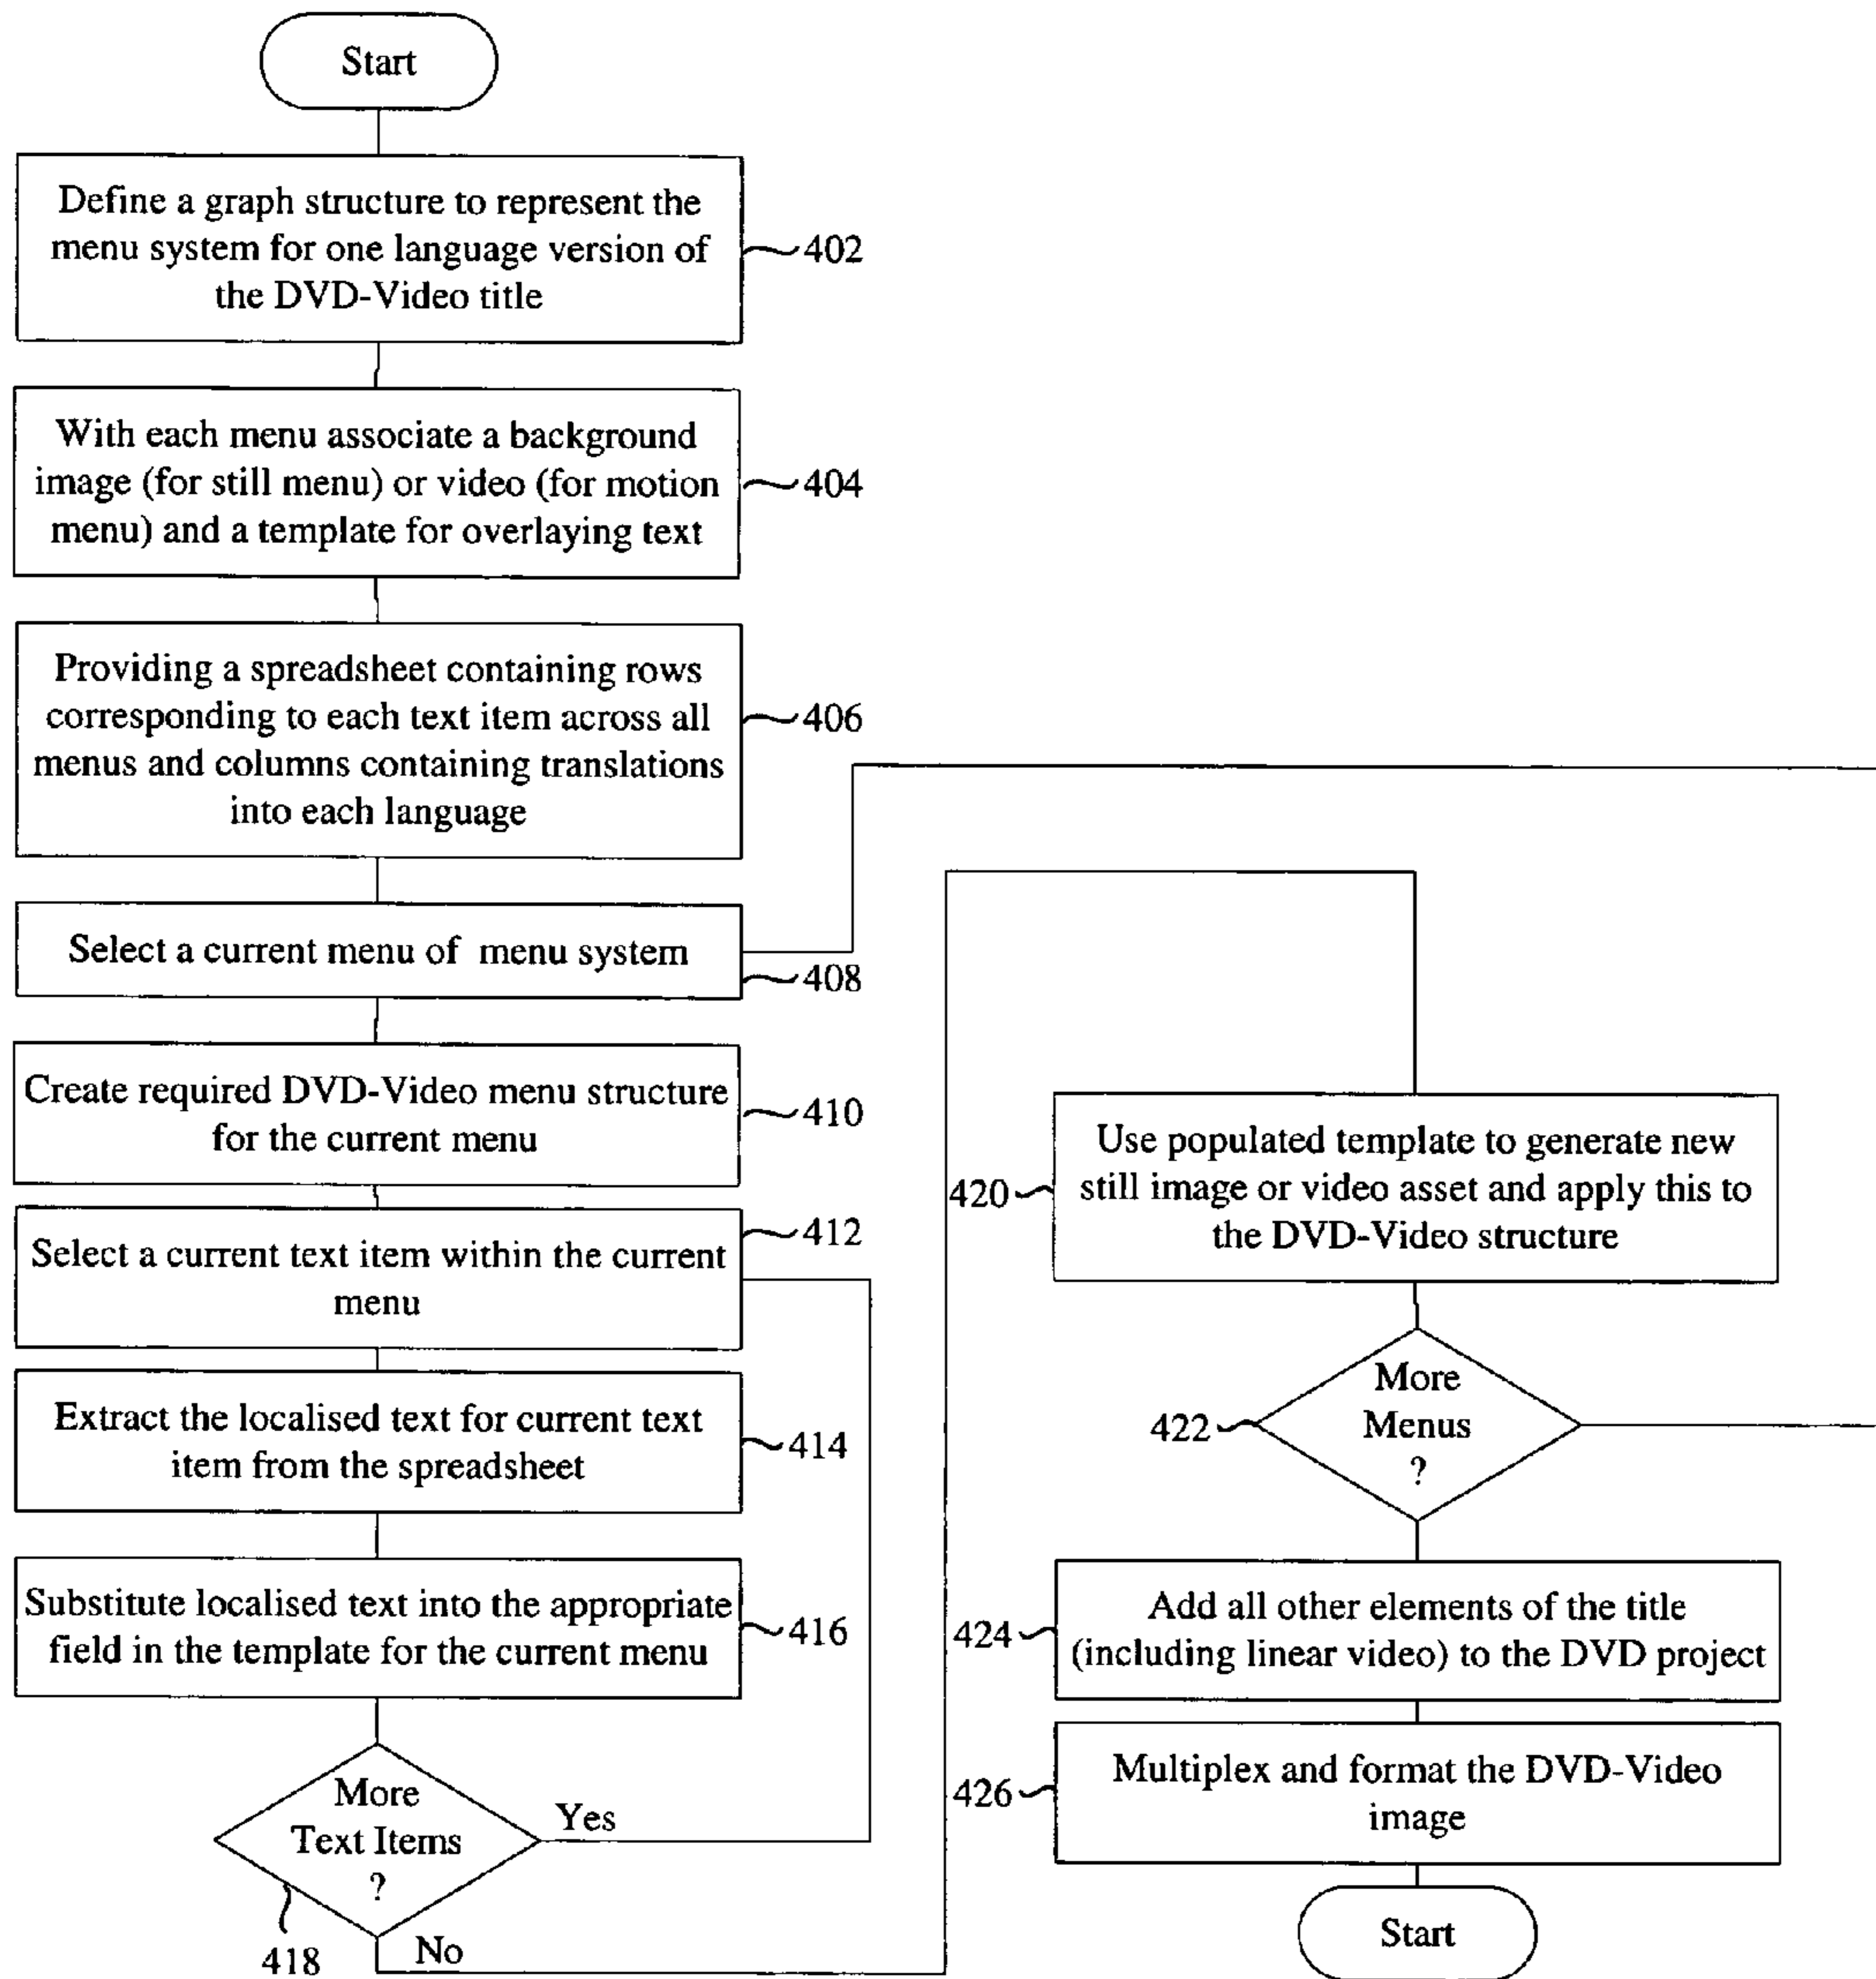 Start
Define a graph structure to represent the
menu system for one language version of
the DVD-Video title
402
With each menu associate a background
image (for still menu) or video (for motion
menu) and a template for overlaying text
404
Providing a spreadsheet containing rows
corresponding to each text item across all
menus and columns containing translations
into each language
406
Select a current menu of menu system
408
Create required DVD-Video menu structure
for the current menu
410
Select a current text item within the current
menu
412
Extract the localised text for current text
item from the spreadsheet
414
Substitute localised text into the appropriate
field in the template for the current menu
416
More
Text Items
?
Yes
418
No
Use populated template to generate new
still image or video asset and apply this to
the DVD-Video structure
420
More
Menus
?
422
Add all other elements of the title
(including linear video) to the DVD project
424
Multiplex and format the DVD-Video
image
426
Start